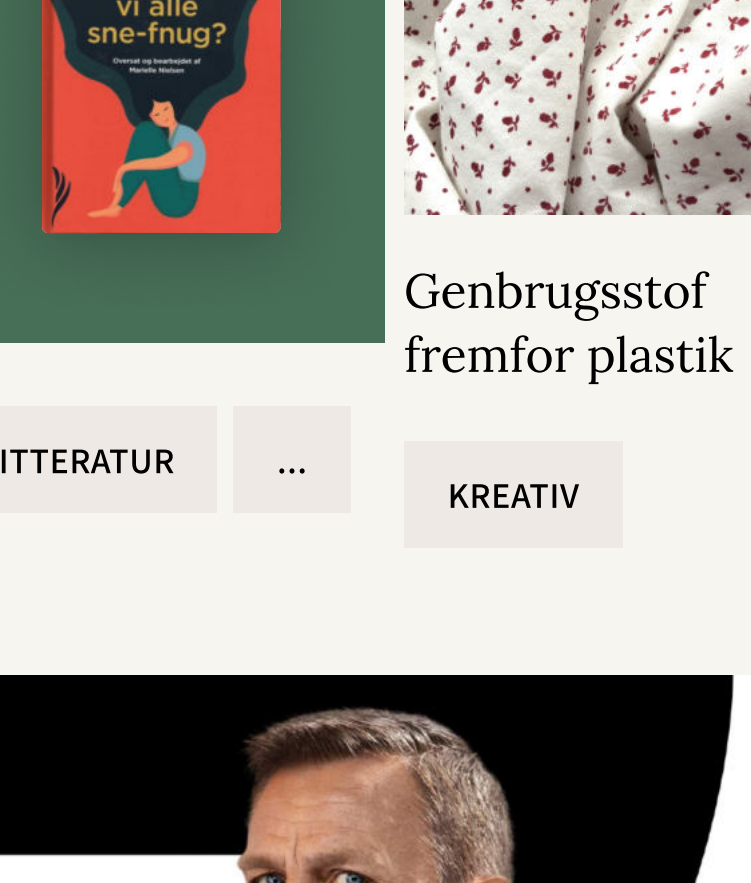 vi alle
sne-fnug?
Oversat og bearbejdet af
Marielle Nielsen
Genbrugsstof
fremfor plastik
ITTERATUR
...
KREATIV